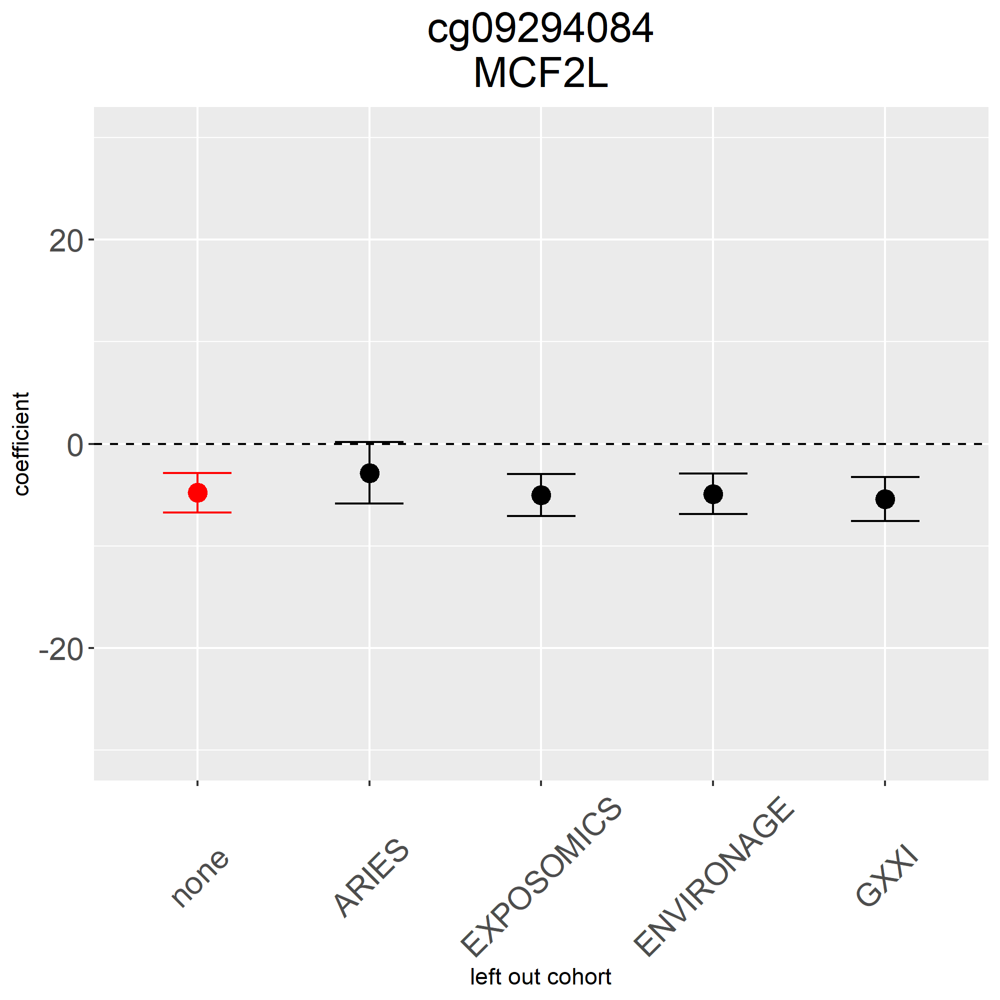 cg09294084
MCF2L
coefficient
20
0
-20
none
ARIES
EXPOSOMICS
ENVIRONAGE
GXXI
left out cohort